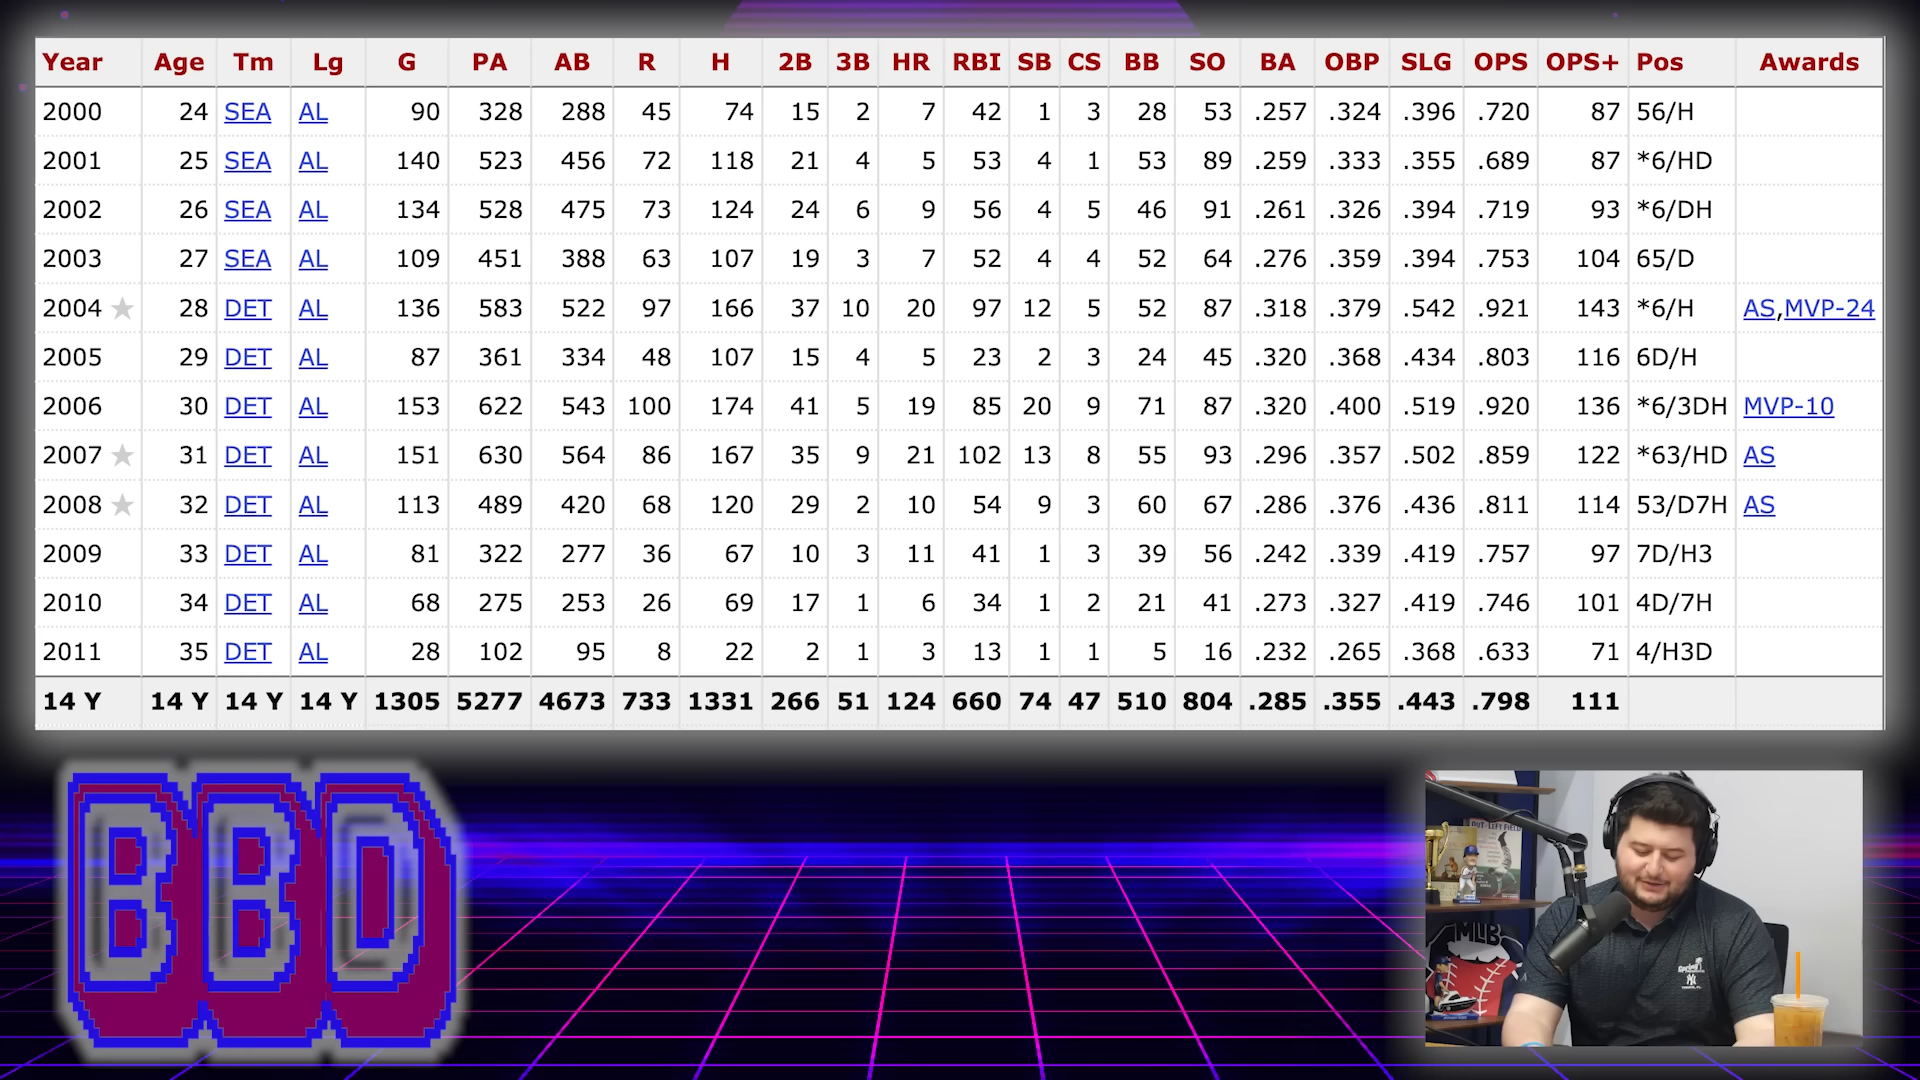 Year Age Tm Lg G PA AB R H 2B 3B HR RBI SB CS BB SO BA OBP SLG OPS OPS+ Pos Awards
2000 24 SEA AL 90 328 288 45 74 15 2 7 42 1 3 28 53 .257 .324 .396 .720 87 56/H
2001 25 SEA AL 140 523 456 72 118 21 4 5 53 4 1 53 89 .259 .333 .355 .689 87 *6/HD
2002 26 SEA AL 134 528 475 73 124 24 6 9 56 4 5 46 91 .261 .326 .394 .719 93 *6/DH
2003 27 SEA AL 109 451 388 63 107 19 3 7 52 4 4 52 64 .276 .359 .394 .753 104 65/D
2004 ★ 28 DET AL 136 583 522 97 166 37 10 20 97 12 5 52 87 .318 .379 .542 .921 143 *6/H AS,MVP-24
2005 29 DET AL 87 361 334 48 107 15 4 5 23 2 3 24 45 .320 .368 .434 .803 116 6D/H
2006 30 DET AL 153 622 543 100 174 41 5 19 85 20 9 71 87 .320 .400 .519 .920 136 *6/3DH MVP-10
2007 ★ 31 DET AL 151 630 564 86 167 35 9 21 102 13 8 55 93 .296 .357 .502 .859 122 *63/HD AS
2008 ★ 32 DET AL 113 489 420 68 120 29 2 10 54 9 3 60 67 .286 .376 .436 .811 114 53/D7H AS
2009 33 DET AL 81 322 277 36 67 10 3 11 41 1 3 39 56 .242 .339 .419 .757 97 7D/H3
2010 34 DET AL 68 275 253 26 69 17 1 6 34 1 2 21 41 .273 .327 .419 .746 101 4D/7H
2011 35 DET AL 28 102 95 8 22 2 1 3 13 1 1 5 16 .232 .265 .368 .633 71 4/H3D
14 Y 14 Y 14 Y 14 Y 1305 5277 4673 733 1331 266 51 124 660 74 47 510 804 .285 .355 .443 .798 111
BBD
LEFT FIELD
MLB
Spring
NY